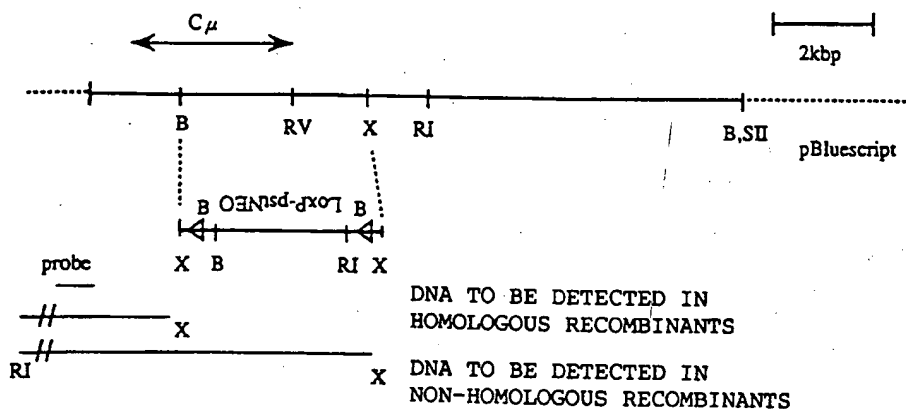 Cμ
2kbp
B RV X RI B,SII pBluescript
B LoxP-psuNEO B
X B RI X
probe
DNA TO BE DETECTED IN
HOMOLOGOUS RECOMBINANTS
X
RI X
DNA TO BE DETECTED IN
NON-HOMOLOGOUS RECOMBINANTS